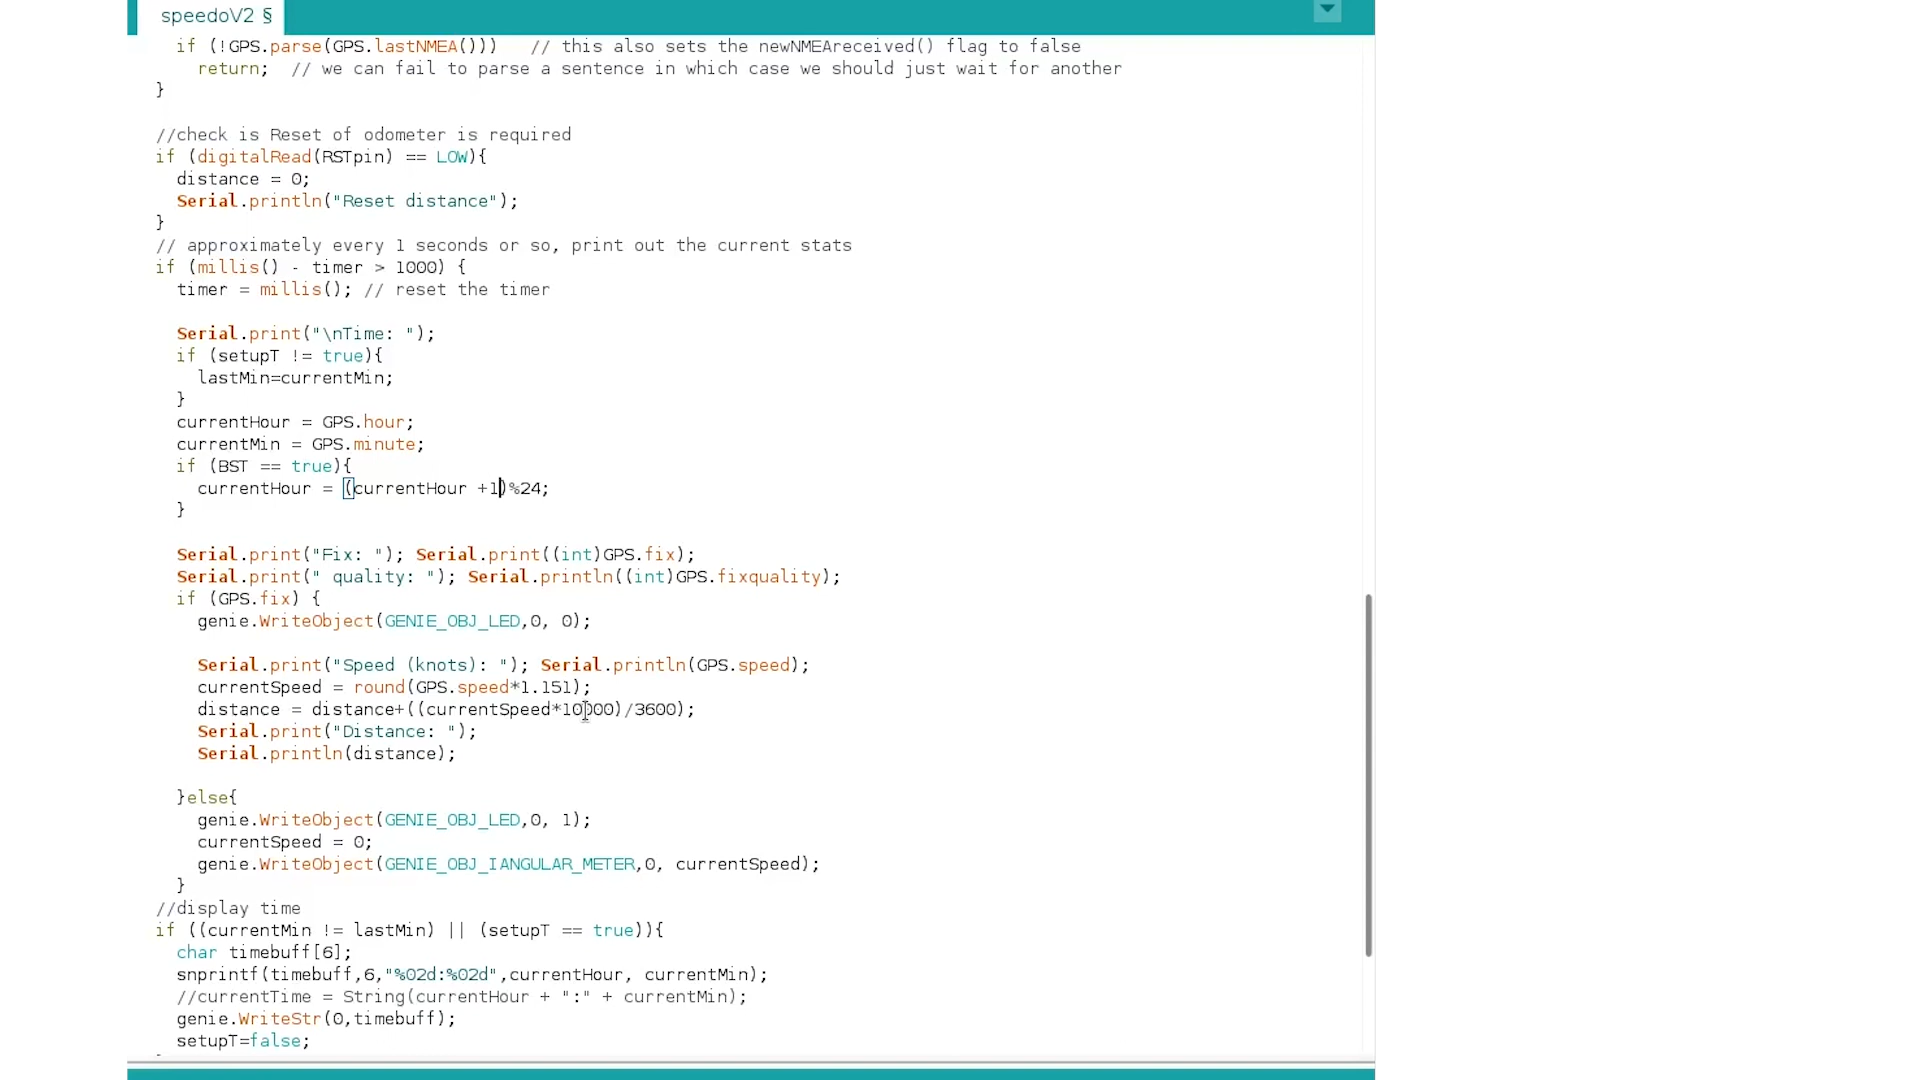 speedoV2 §
if (!GPS.parse(GPS.lastNMEA()))   // this also sets the newNMEAreceived() flag to false
return;  // we can fail to parse a sentence in which case we should just wait for another
}
//check is Reset of odometer is required
if (digitalRead(RSTpin) == LOW){
distance = 0;
Serial.println("Reset distance");
}
// approximately every 1 seconds or so, print out the current stats
if (millis() - timer > 1000) {
timer = millis(); // reset the timer
Serial.print("\nTime: ");
if (setupT != true){
lastMin=currentMin;
}
currentHour = GPS.hour;
currentMin = GPS.minute;
if (BST == true){
currentHour = (currentHour +1)%24;
}
Serial.print("Fix: "); Serial.print((int)GPS.fix);
Serial.print(" quality: "); Serial.println((int)GPS.fixquality);
if (GPS.fix) {
genie.WriteObject(GENIE_OBJ_LED,0, 0);
Serial.print("Speed (knots): "); Serial.println(GPS.speed);
currentSpeed = round(GPS.speed*1.151);
distance = distance+((currentSpeed*10000)/3600);
Serial.print("Distance: ");
Serial.println(distance);
}else{
genie.WriteObject(GENIE_OBJ_LED,0, 1);
currentSpeed = 0;
genie.WriteObject(GENIE_OBJ_IANGULAR_METER,0, currentSpeed);
}
//display time
if ((currentMin != lastMin) || (setupT == true)){
char timebuff[6];
snprintf(timebuff,6,"%02d:%02d",currentHour, currentMin);
//currentTime = String(currentHour + ":" + currentMin);
genie.WriteStr(0,timebuff);
setupT=false;